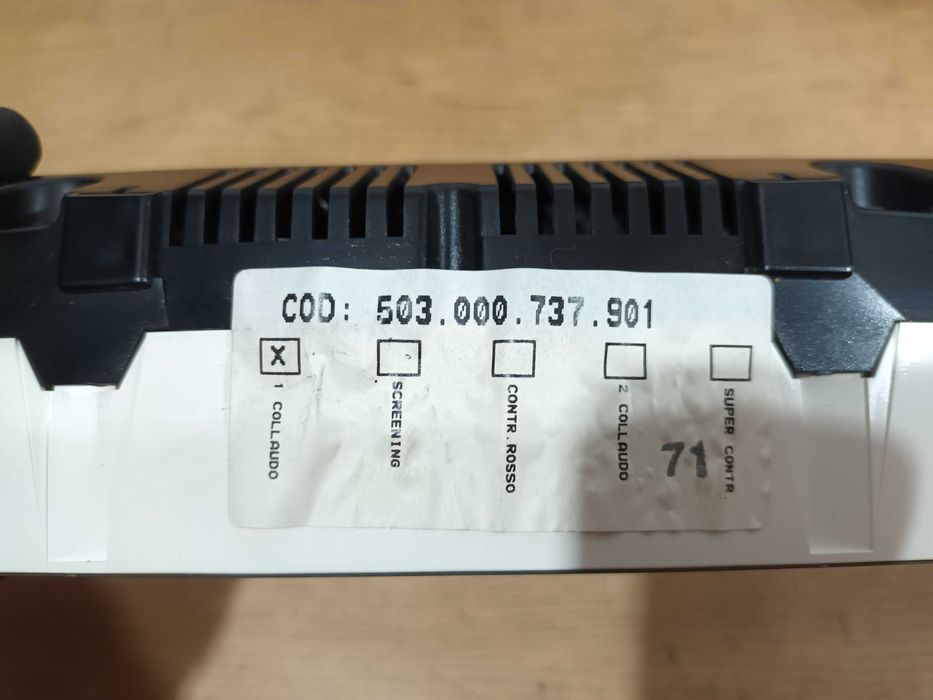 COD: 503.000.737.901
X
1 COLLAUDO
SCREENING
CONTR.ROSSO
2 COLLAUDO
SUPER CONTR.
71